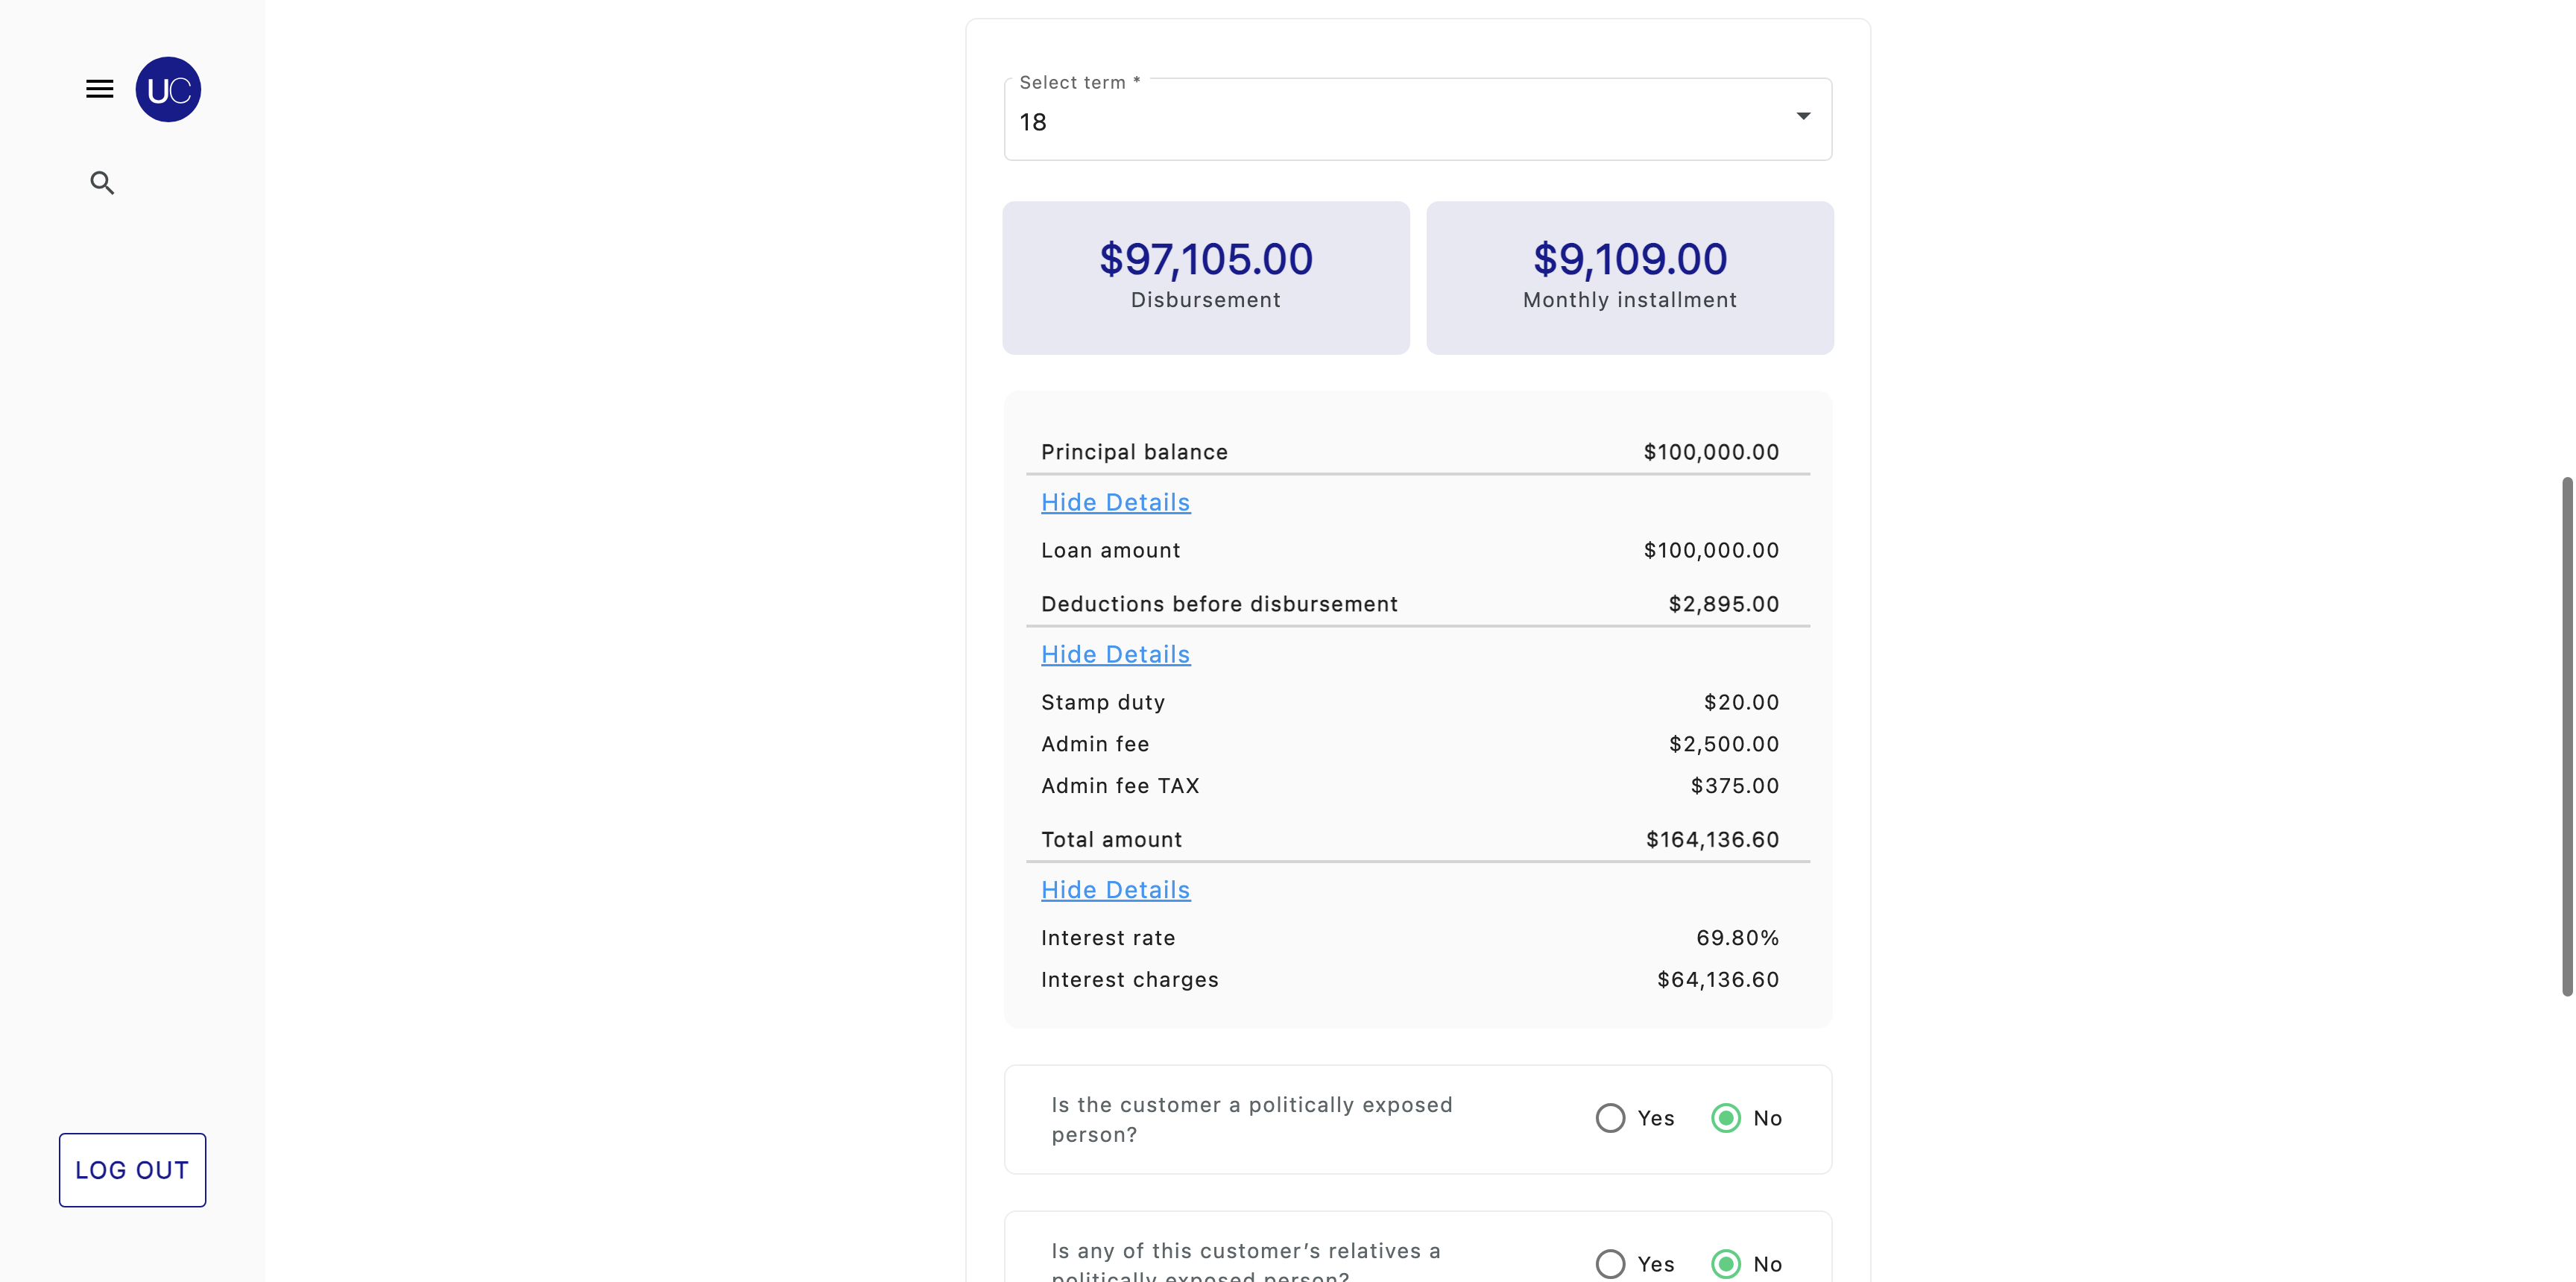 UC
Select term *
18
$97,105.00
Disbursement
$9,109.00
Monthly installment
Principal balance $100,000.00
Hide Details
Loan amount $100,000.00
Deductions before disbursement $2,895.00
Hide Details
Stamp duty $20.00
Admin fee $2,500.00
Admin fee TAX $375.00
Total amount $164,136.60
Hide Details
Interest rate 69.80%
Interest charges $64,136.60
Is the customer a politically exposed
person?
Yes No
LOG OUT
Is any of this customer’s relatives a
politically exposed person?
Yes No